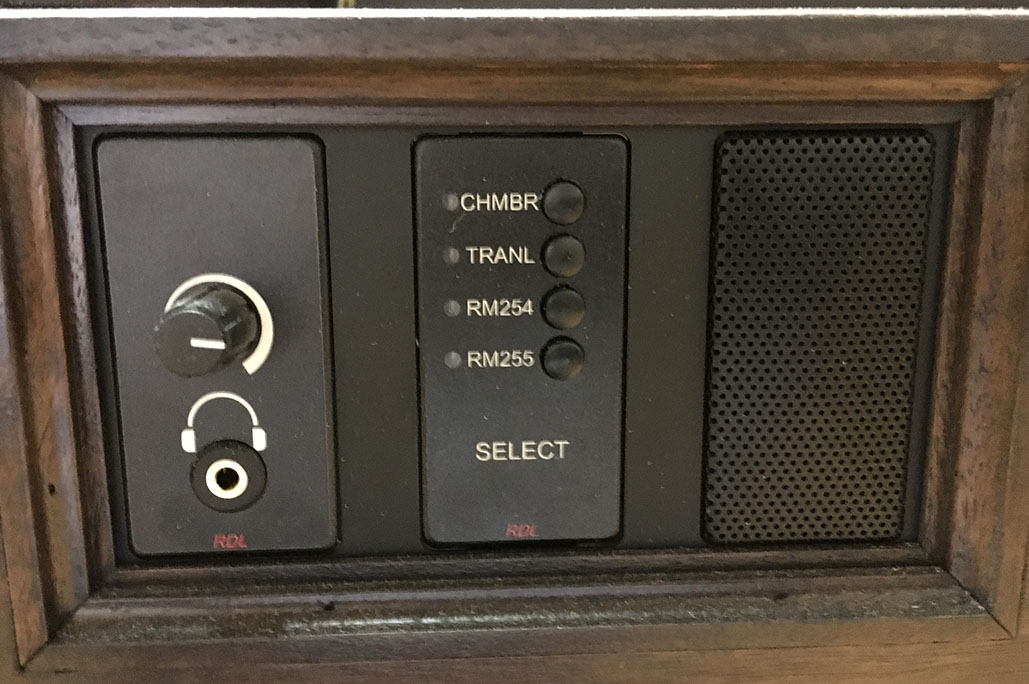 RDL
CHMBR
TRANL
RM254
RM255
SELECT
RDL